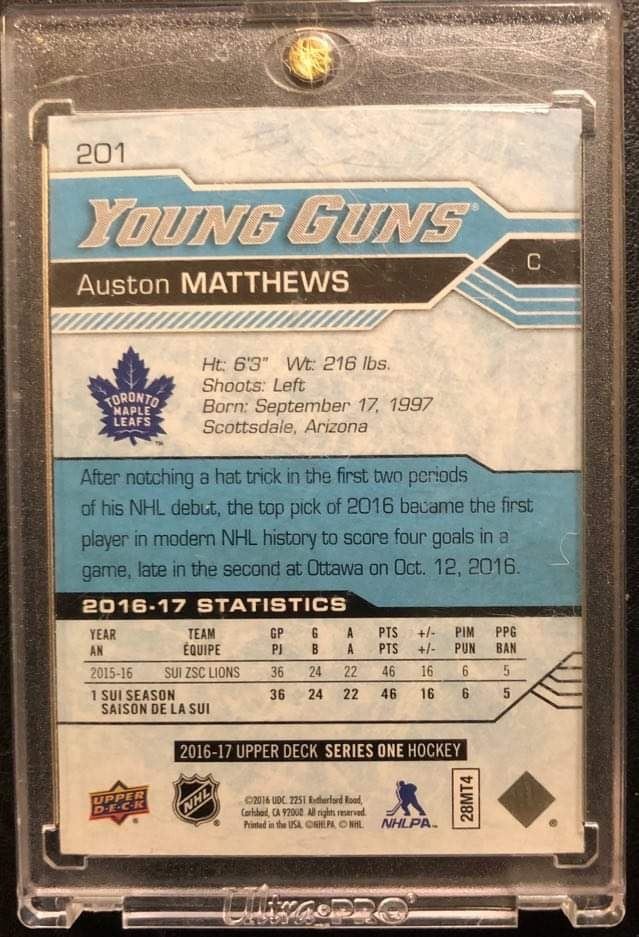 201
YOUNG GUNS®
C
Auston MATTHEWS
Ht: 6'3" Wt: 216 lbs.
Shoots: Left
Born: September 17, 1997
Scottsdale, Arizona
TORONTO
MAPLE
LEAFS
TM
After notching a hat trick in the first two periods
of his NHL debut, the top pick of 2016 became the first
player in modern NHL history to score four goals in a
game, late in the second at Ottawa on Oct. 12, 2016.
2016-17 STATISTICS
YEAR TEAM GP G A PTS +/- PIM PPG
AN ÉQUIPE PJ B A PTS +/- PUN BAN
2015-16 SUI ZSC LIONS 36 24 22 46 16 6 5
1 SUI SEASON 36 24 22 46 16 6 5
SAISON DE LA SUI
2016-17 UPPER DECK SERIES ONE HOCKEY
UPPER
D·E·C·K
NHL
©2016 UDC. 2251 Rutherford Road,
Carlsbad, CA 92008. All rights reserved.
Printed in the USA. ©NHLPA. © NHL.
NHLPA™
28MT4
Ultra·PRO®